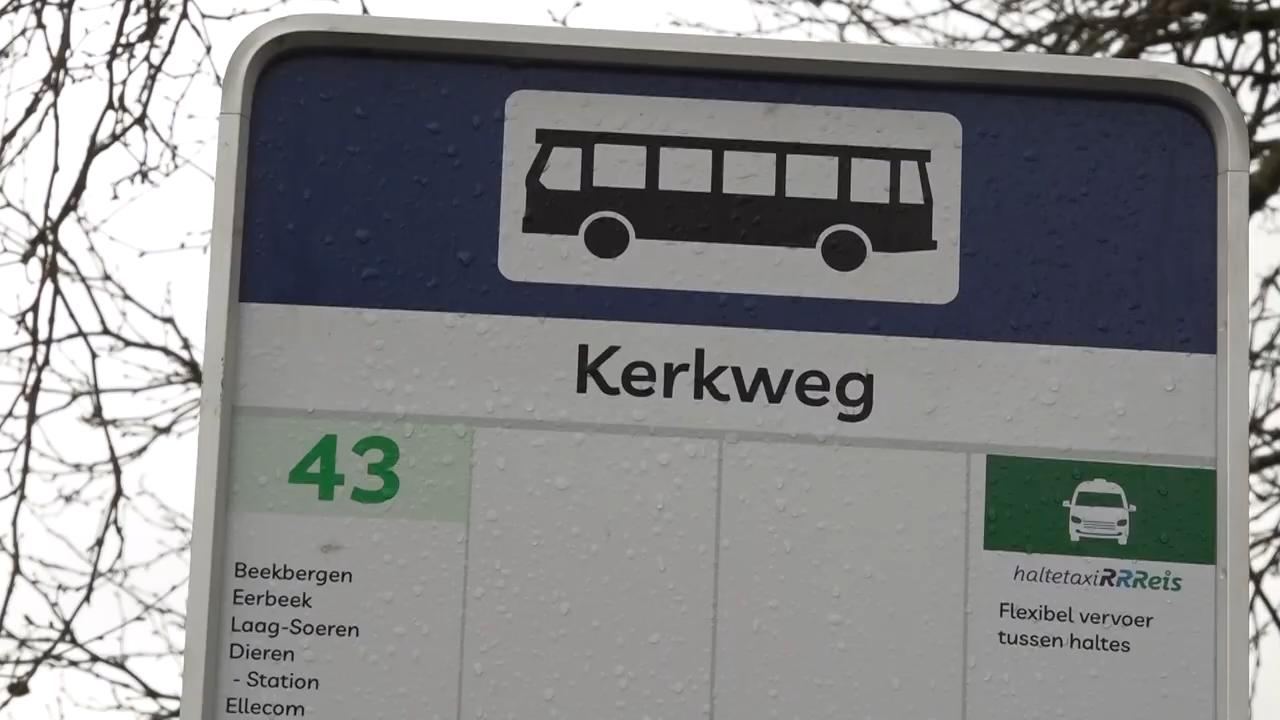 Kerkweg
43
Beekbergen
Eerbeek
Laag-Soeren
Dieren
- Station
Ellecom
haltetaxiRRReis
Flexibel vervoer
tussen haltes